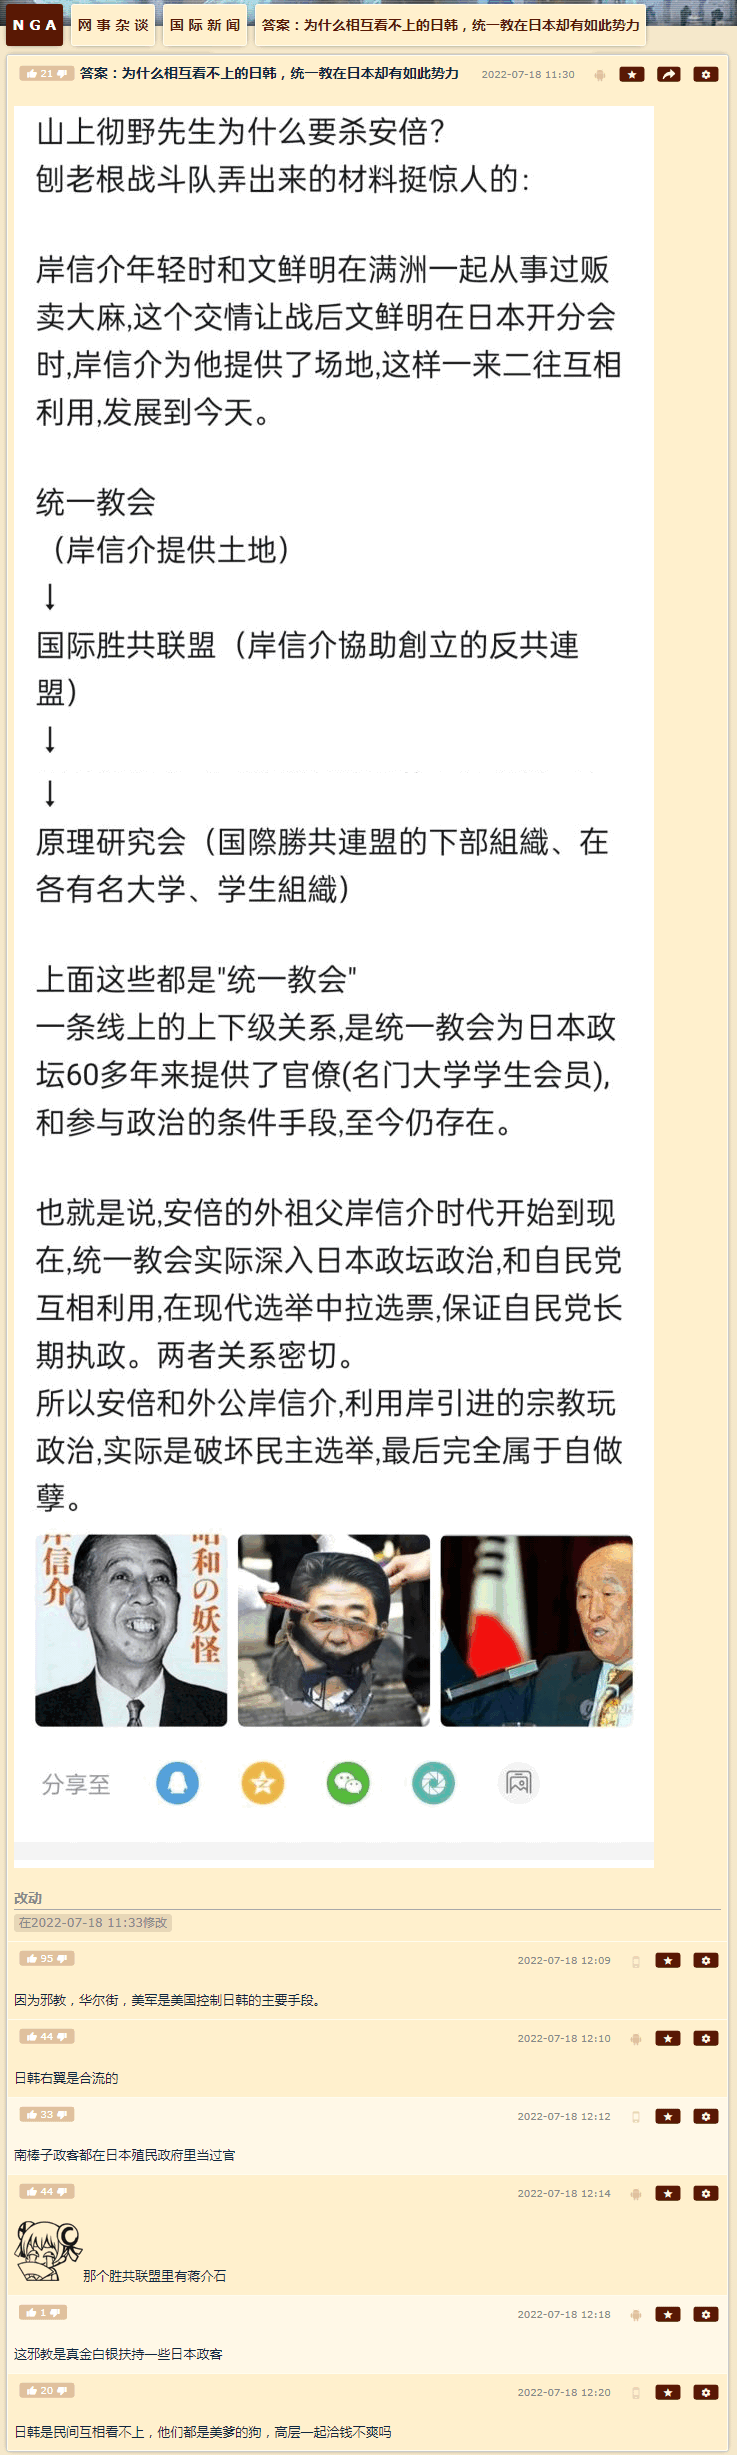 NGA 网事杂谈 国际新闻 答案：为什么相互看不上的日韩，统一教在日本却有如此势力
21 答案：为什么相互看不上的日韩，统一教在日本却有如此势力 2022-07-18 11:30
山上彻野先生为什么要杀安倍？
刨老根战斗队弄出来的材料挺惊人的：
岸信介年轻时和文鲜明在满洲一起从事过贩
卖大麻,这个交情让战后文鲜明在日本开分会
时,岸信介为他提供了场地,这样一来二往互相
利用,发展到今天。
统一教会
（岸信介提供土地）
↓
国际胜共联盟（岸信介協助創立的反共連
盟）
↓
↓
原理研究会（国際勝共連盟的下部組織、在
各有名大学、学生組織）
上面这些都是"统一教会"
一条线上的上下级关系,是统一教会为日本政
坛60多年来提供了官僚(名门大学学生会员),
和参与政治的条件手段,至今仍存在。
也就是说,安倍的外祖父岸信介时代开始到现
在,统一教会实际深入日本政坛政治,和自民党
互相利用,在现代选举中拉选票,保证自民党长
期执政。两者关系密切。
所以安倍和外公岸信介,利用岸引进的宗教玩
政治,实际是破坏民主选举,最后完全属于自做
孽。
岸信介
昭和の妖怪
分享至
改动
在2022-07-18 11:33修改
95 2022-07-18 12:09
因为邪教，华尔街，美军是美国控制日韩的主要手段。
44 2022-07-18 12:10
日韩右翼是合流的
33 2022-07-18 12:12
南棒子政客都在日本殖民政府里当过官
44 2022-07-18 12:14
那个胜共联盟里有蒋介石
1 2022-07-18 12:18
这邪教是真金白银扶持一些日本政客
20 2022-07-18 12:20
日韩是民间互相看不上，他们都是美爹的狗，高层一起洽钱不爽吗